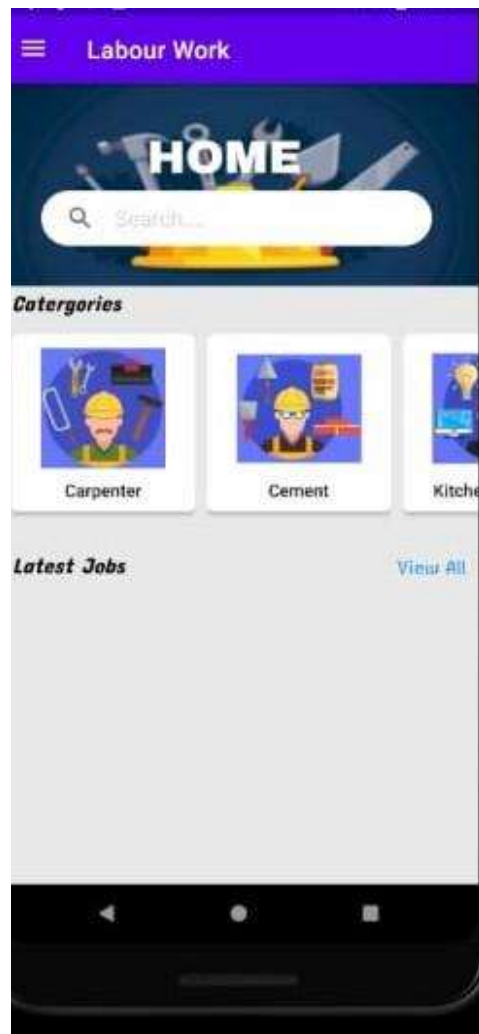 Labour Work
HOME
Search....
Catergories
Carpenter
Cement
Kitche
Latest Jobs
View All